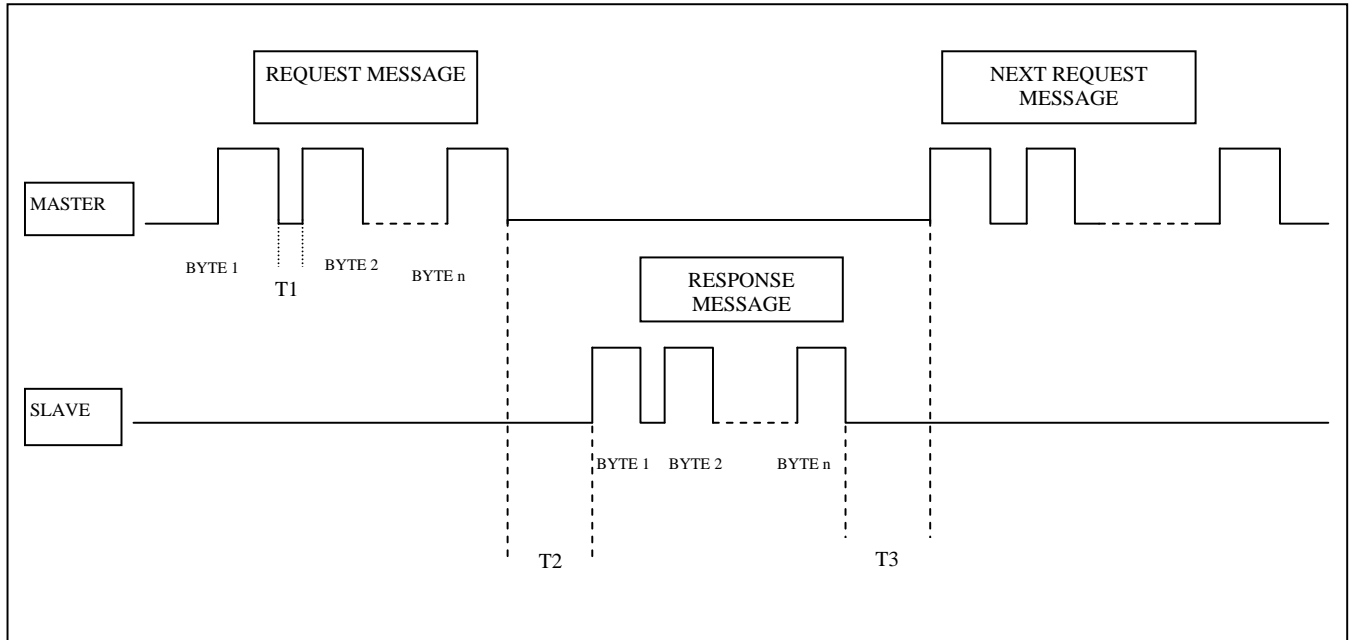 REQUEST MESSAGE
NEXT REQUEST
MESSAGE
MASTER
BYTE 1
T1
BYTE 2
BYTE n
RESPONSE
MESSAGE
SLAVE
BYTE 1
BYTE 2
BYTE n
T2
T3